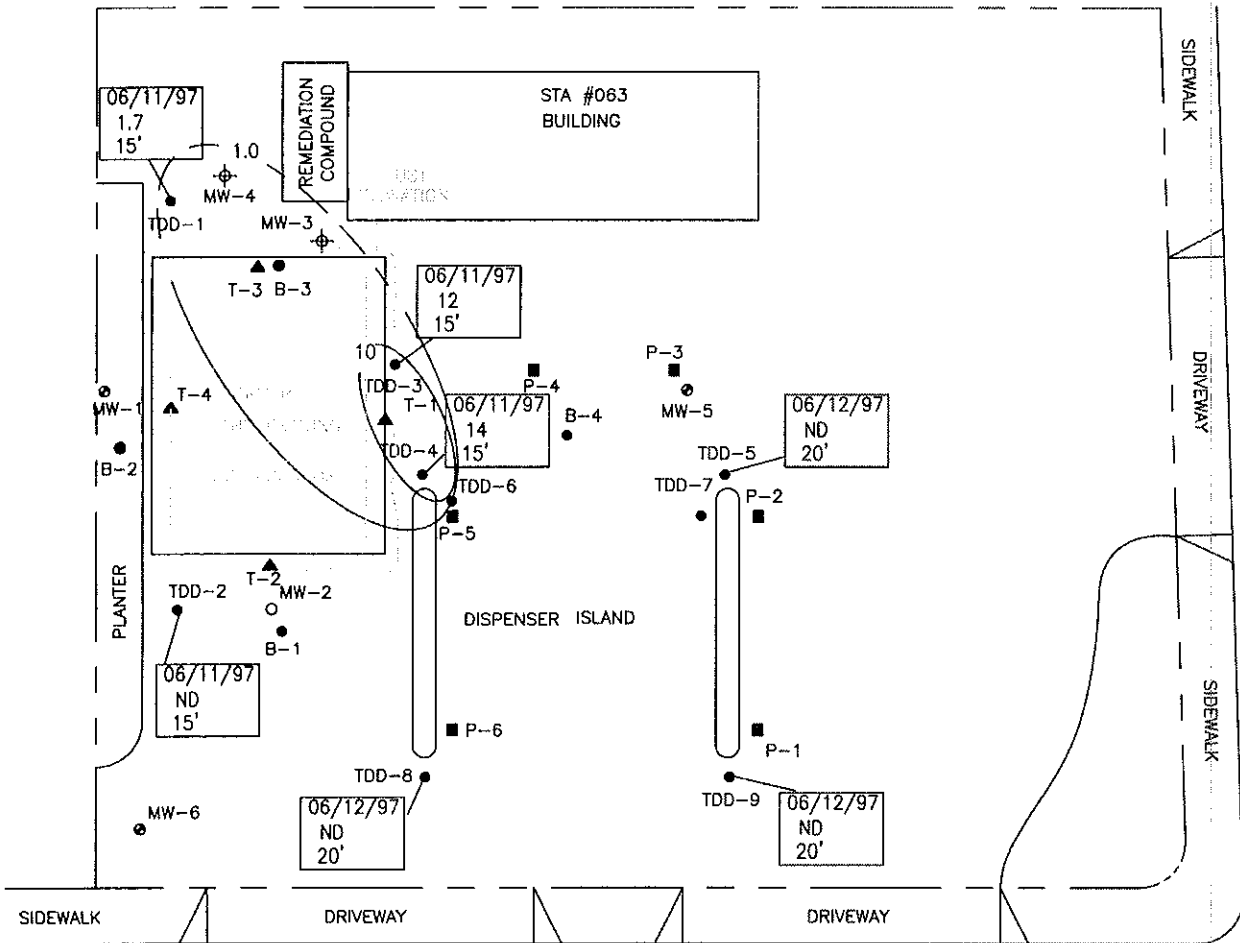 SIDEWALK
STA #063
BUILDING
REMEDIATION
COMPOUND
06/11/97
1.7
15'
1.0
MW-4
TDD-1
MW-3
T-3
B-3
06/11/97
12
15'
10
TDD-3
P-4
P-3
MW-5
DRIVEWAY
MW-1
T-4
T-1
06/11/97
14
15'
B-4
06/12/97
ND
20'
B-2
TDD-4
TDD-6
TDD-5
TDD-7
P-2
P-5
T-2
MW-2
TDD-2
B-1
PLANTER
DISPENSER ISLAND
06/11/97
ND
15'
SIDEWALK
P-6
P-1
TDD-8
TDD-9
06/12/97
ND
20'
06/12/97
ND
20'
MW-6
SIDEWALK
DRIVEWAY
DRIVEWAY